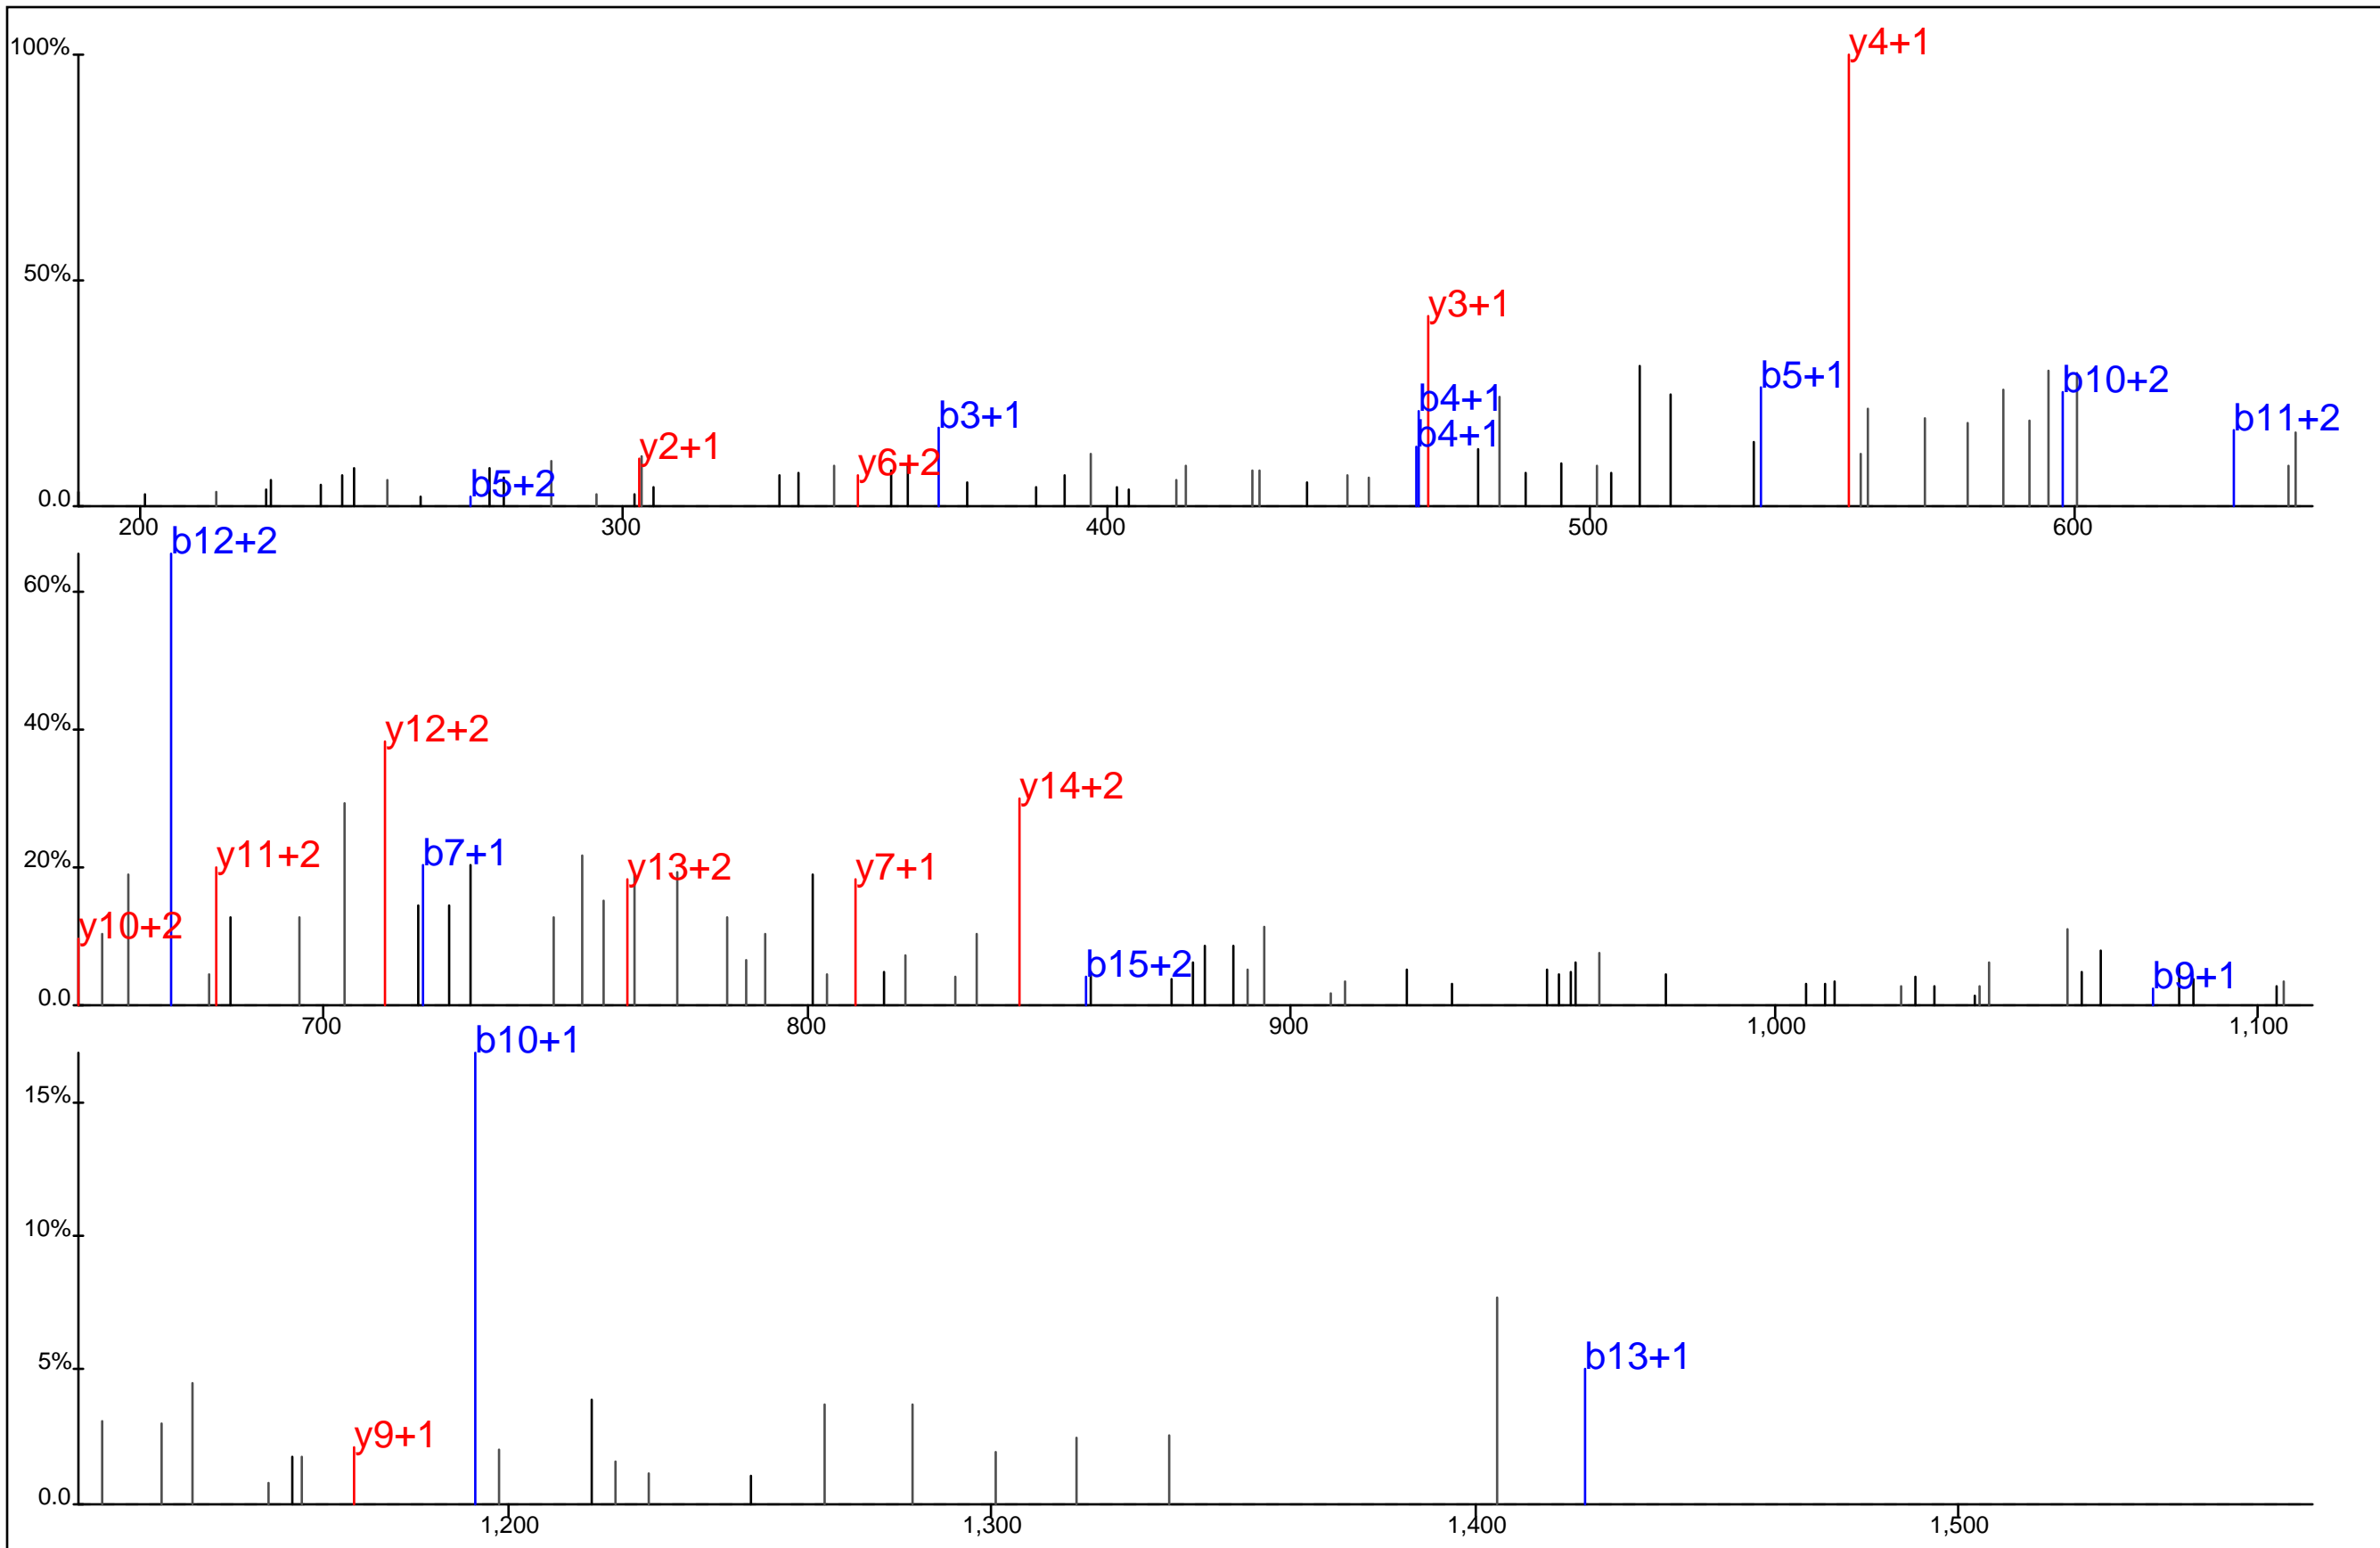 100%
y4+1
50%
y3+1
b5+1
b4+1
b10+2
b3+1
b11+2
b4+1
y2+1
y6+2
b5+2
0.0
200
300
400
500
600
b12+2
60%
40%
y12+2
y14+2
20%
y11+2
b7+1
y13+2
y7+1
y10+2
b15+2
b9+1
0.0
700
800
900
1,000
1,100
b10+1
15%
10%
5%
b13+1
y9+1
0.0
1,200
1,300
1,400
1,500